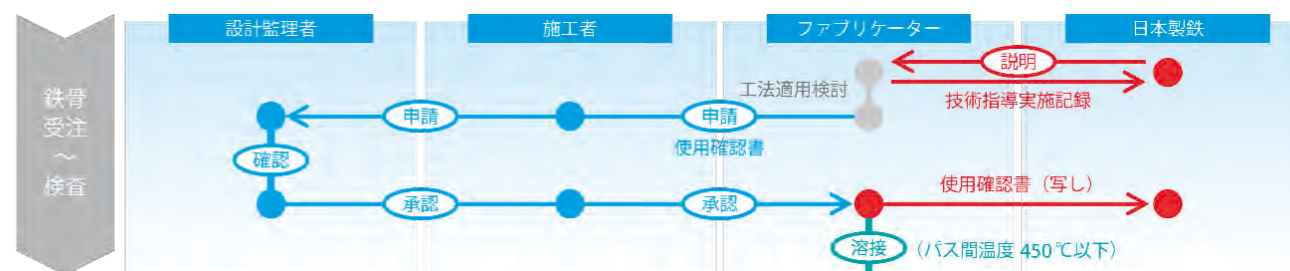 設計監理者
施工者
ファブリケーター
日本製鉄
鉄骨
受注
～
検査
説明
工法適用検討
技術指導実施記録
申請
申請
使用確認書
確認
使用確認書（写し）
承認
承認
溶接
（パス間温度 450℃以下）